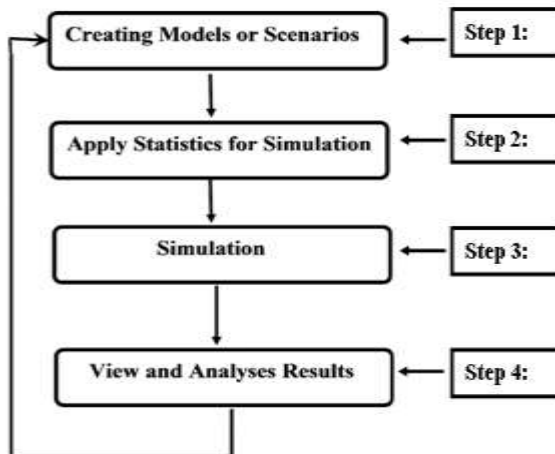 Creating Models or Scenarios
Step 1:
Apply Statistics for Simulation
Step 2:
Simulation
Step 3:
View and Analyses Results
Step 4: